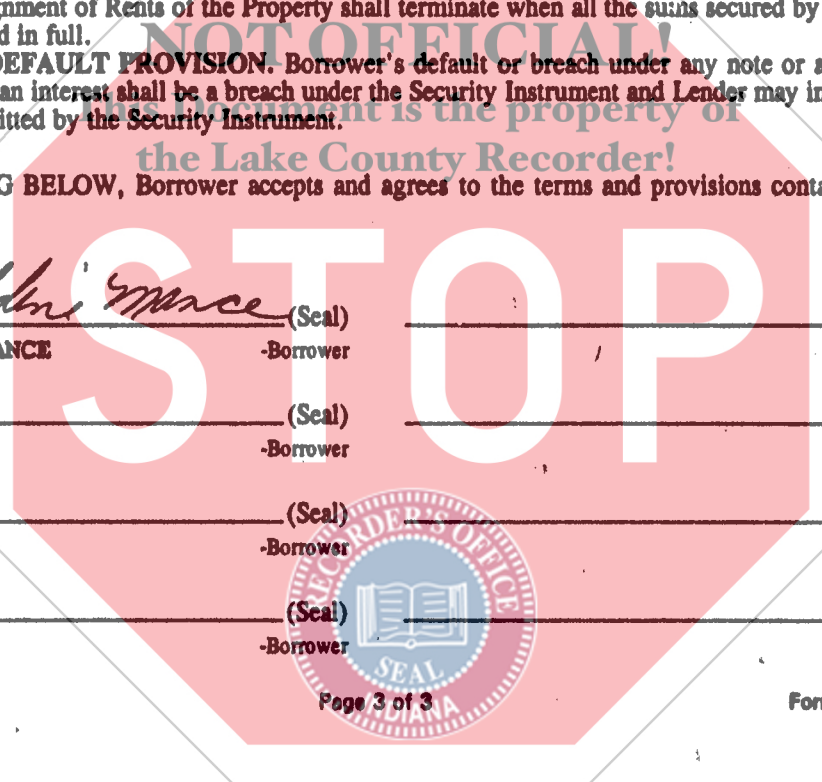 gnment of Rents of the Property shall terminate when all the sums secured by
d in full.
DEFAULT PROVISION. Borrower's default or breach under any note or a
an interest shall be a breach under the Security Instrument and Lender may in
itted by the Security Instrument.
NOT OFFICIAL!
This Document is the property of
the Lake County Recorder!
G BELOW, Borrower accepts and agrees to the terms and provisions conta
STOP
Mance (Seal)
ANCE -Borrower
(Seal)
-Borrower
(Seal)
-Borrower
(Seal)
-Borrower
RECORDER'S OFFICE
SEAL
INDIANA
Page 3 of 3 For